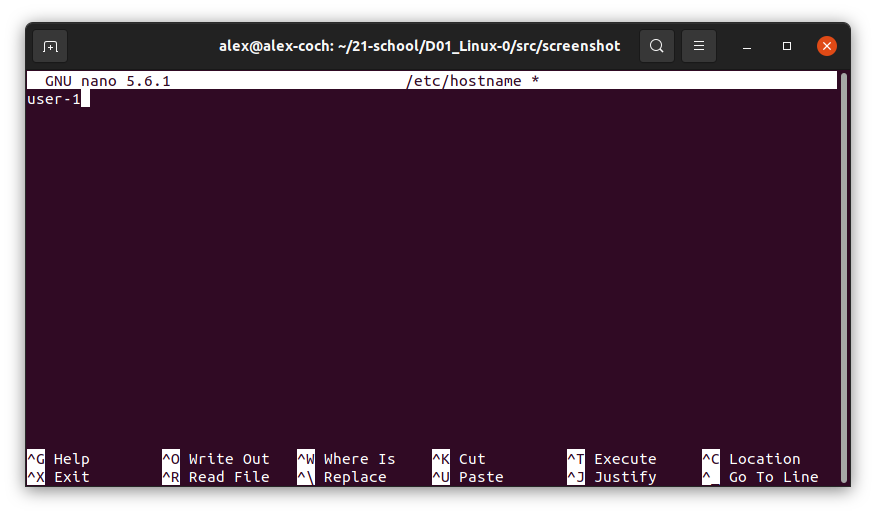 alex@alex-coch: ~/21-school/D01_Linux-0/src/screenshot
GNU nano 5.6.1 /etc/hostname *
user-1
^G Help ^O Write Out ^W Where Is ^K Cut ^T Execute ^C Location
^X Exit ^R Read File ^\ Replace ^U Paste ^J Justify ^_ Go To Line